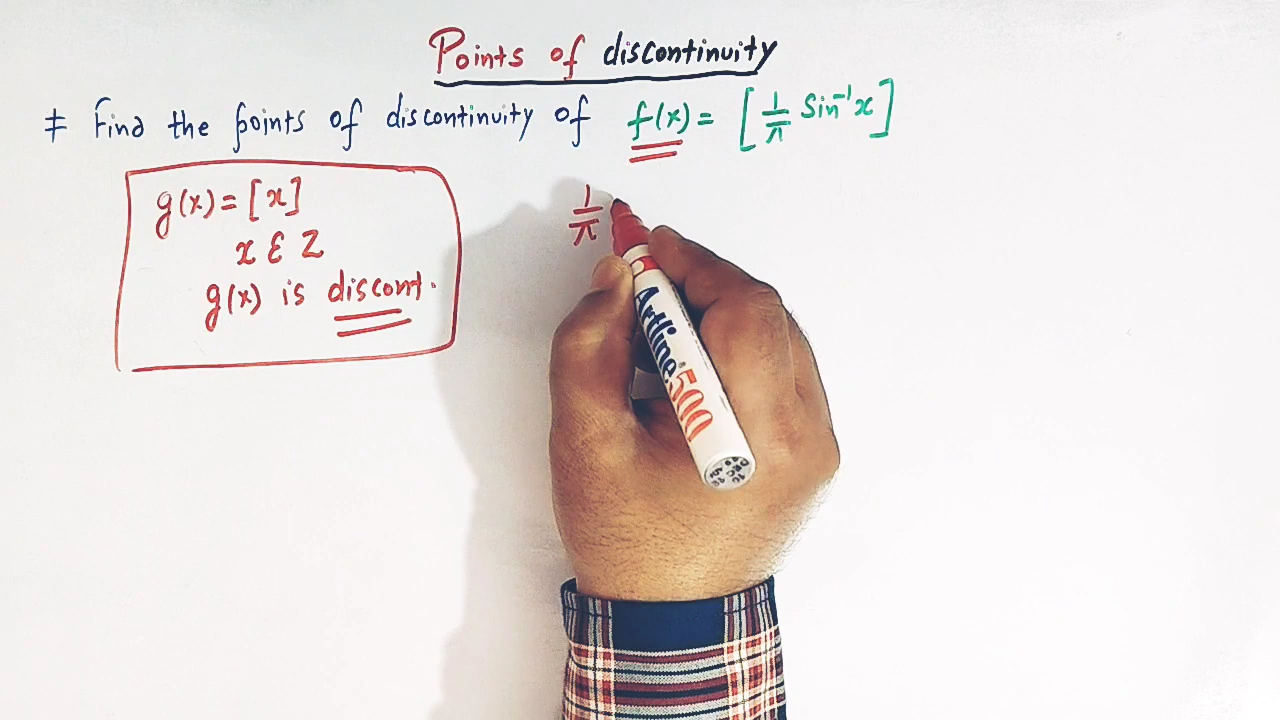 Points of discontinuity
# Find the points of discontinuity of f(x) = [1/π Sin⁻¹x]
g(x) = [x]
x ε Z
g(x) is discont.
1/π
Artline 500